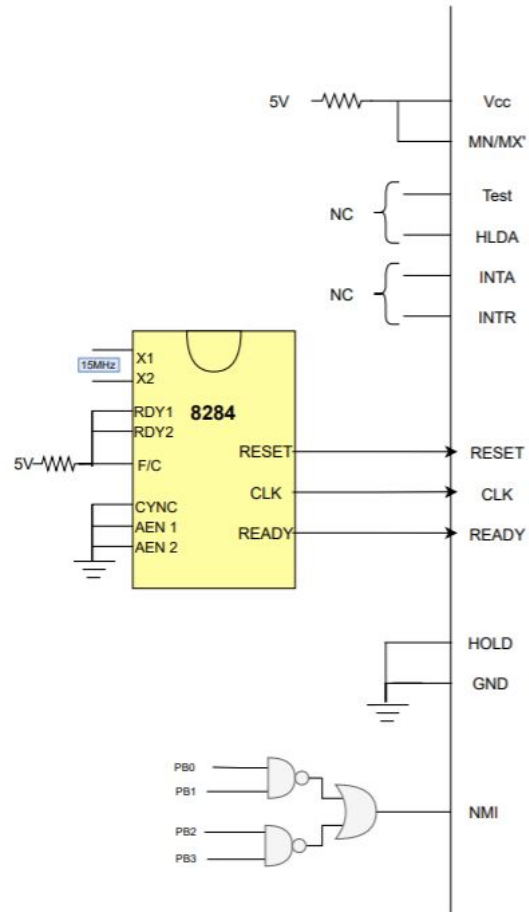 5V
Vcc
MN/MX'
Test
NC
HLDA
INTA
NC
INTR
X1
15MHz
X2
RDY1
8284
RDY2
RESET
RESET
5V
F/C
CLK
CLK
CYNC
AEN 1
READY
READY
AEN 2
HOLD
GND
PB0
PB1
NMI
PB2
PB3